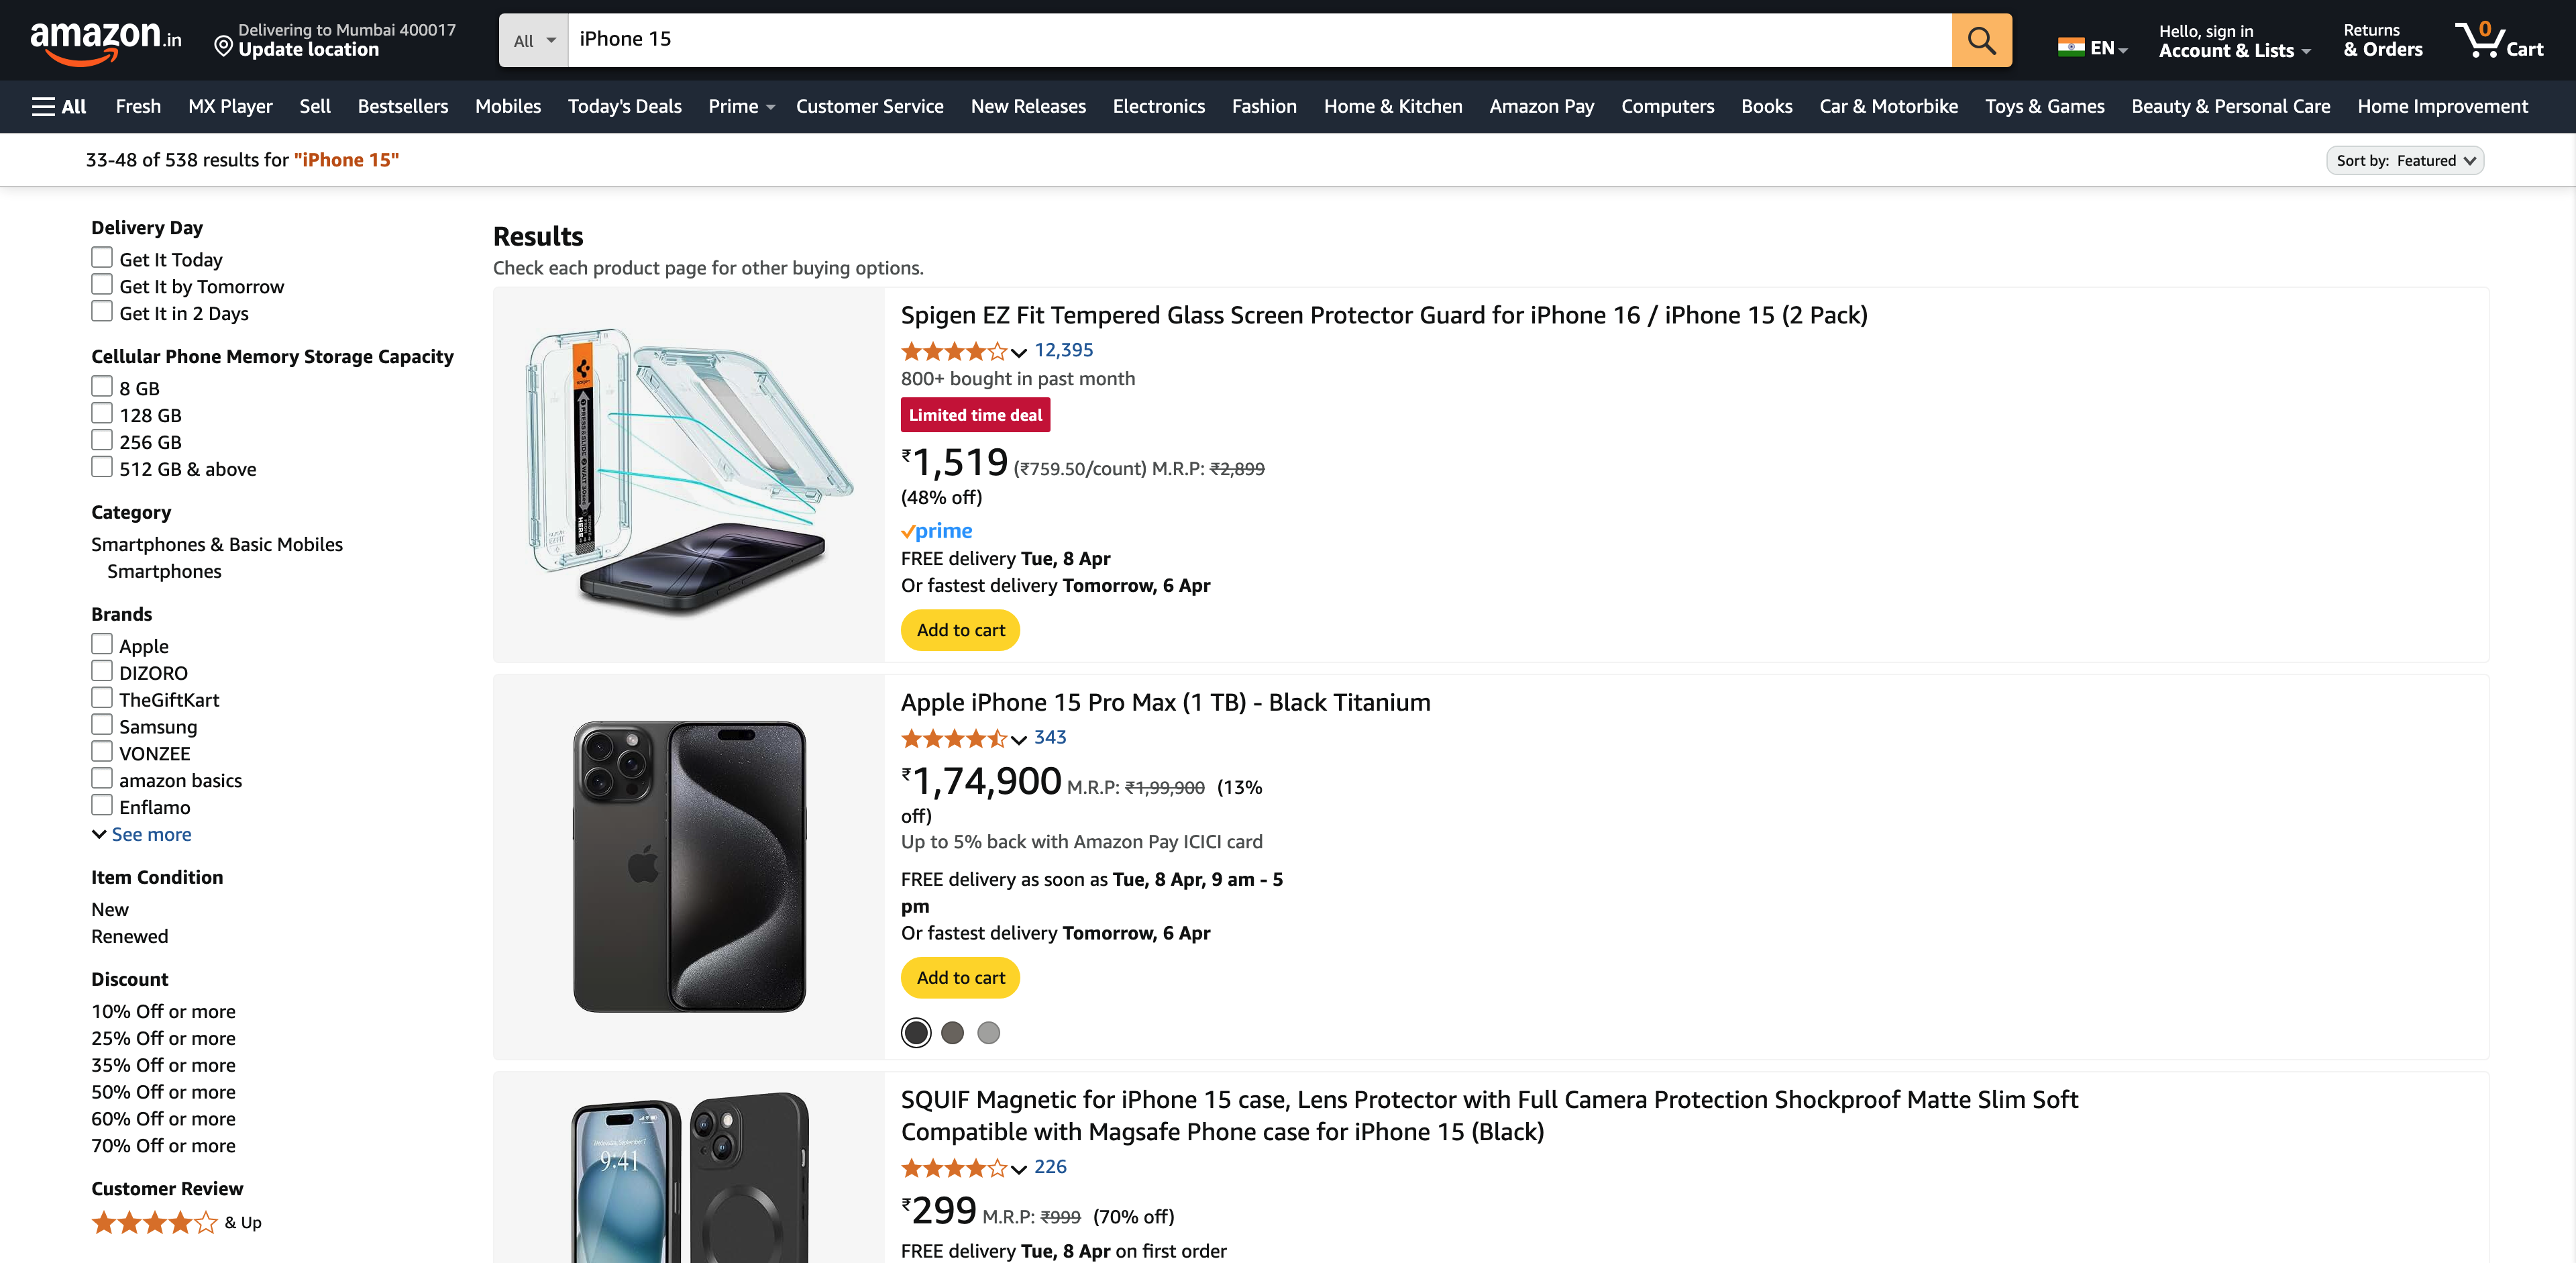 amazon.in
Delivering to Mumbai 400017
Update location
All
iPhone 15
EN
Hello, sign in
Account & Lists
Returns
& Orders
0
Cart
All
Fresh
MX Player
Sell
Bestsellers
Mobiles
Today's Deals
Prime
Customer Service
New Releases
Electronics
Fashion
Home & Kitchen
Amazon Pay
Computers
Books
Car & Motorbike
Toys & Games
Beauty & Personal Care
Home Improvement
33-48 of 538 results for "iPhone 15"
Sort by: Featured
Delivery Day
Get It Today
Get It by Tomorrow
Get It in 2 Days
Cellular Phone Memory Storage Capacity
8 GB
128 GB
256 GB
512 GB & above
Category
Smartphones & Basic Mobiles
Smartphones
Brands
Apple
DIZORO
TheGiftKart
Samsung
VONZEE
amazon basics
Enflamo
See more
Item Condition
New
Renewed
Discount
10% Off or more
25% Off or more
35% Off or more
50% Off or more
60% Off or more
70% Off or more
Customer Review
& Up
Results
Check each product page for other buying options.
Spigen EZ Fit Tempered Glass Screen Protector Guard for iPhone 16 / iPhone 15 (2 Pack)
12,395
800+ bought in past month
Limited time deal
₹1,519 (₹759.50/count) M.R.P: ₹2,899
(48% off)
prime
FREE delivery Tue, 8 Apr
Or fastest delivery Tomorrow, 6 Apr
Add to cart
Apple iPhone 15 Pro Max (1 TB) - Black Titanium
343
₹1,74,900 M.R.P: ₹1,99,900 (13%
off)
Up to 5% back with Amazon Pay ICICI card
FREE delivery as soon as Tue, 8 Apr, 9 am - 5
pm
Or fastest delivery Tomorrow, 6 Apr
Add to cart
9:41
SQUIF Magnetic for iPhone 15 case, Lens Protector with Full Camera Protection Shockproof Matte Slim Soft
Compatible with Magsafe Phone case for iPhone 15 (Black)
226
₹299 M.R.P: ₹999 (70% off)
FREE delivery Tue, 8 Apr on first order